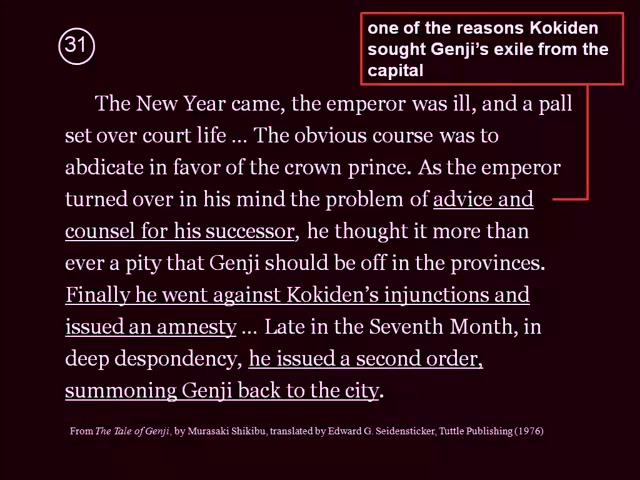 31
one of the reasons Kokiden
sought Genji's exile from the
capital
The New Year came, the emperor was ill, and a pall
set over court life ... The obvious course was to
abdicate in favor of the crown prince. As the emperor
turned over in his mind the problem of advice and
counsel for his successor, he thought it more than
ever a pity that Genji should be off in the provinces.
Finally he went against Kokiden's injunctions and
issued an amnesty ... Late in the Seventh Month, in
deep despondency, he issued a second order,
summoning Genji back to the city.
From The Tale of Genji, by Murasaki Shikibu, translated by Edward G. Seidensticker, Tuttle Publishing (1976)